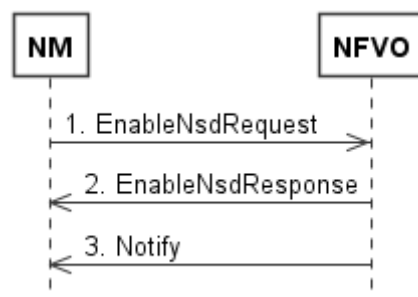 NM
NFVO
1. EnableNsdRequest
2. EnableNsdResponse
3. Notify